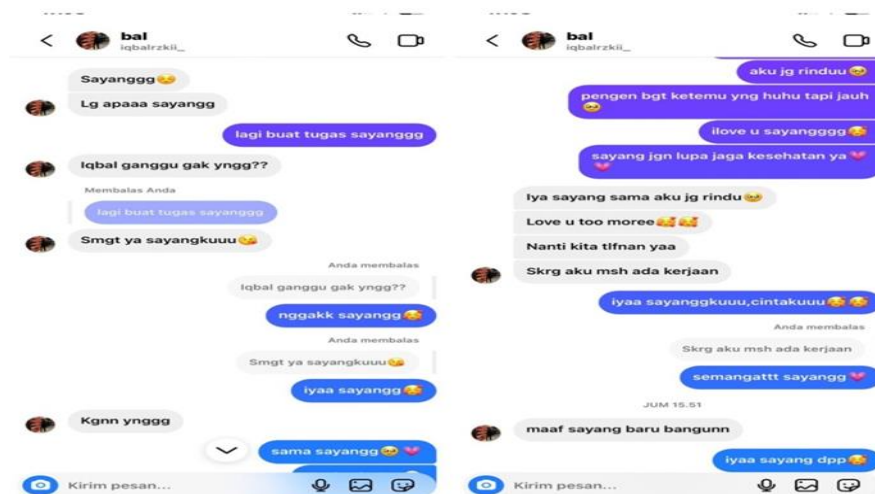 bal
iqbalrzkii_
Sayanggg😚
Lg apaaa sayangg
lagi buat tugas sayanggg
Iqbal ganggu gak yngg??
Membalas Anda
lagi buat tugas sayanggg
Smgt ya sayangkuuu😘
Anda membalas
Iqbal ganggu gak yngg??
nggakk sayangg🥰
Anda membalas
Smgt ya sayangkuuu😘
iyaa sayangg🥰
Kgnn ynggg
sama sayangg🥹💗
Kirim pesan...
bal
iqbalrzkii_
aku jg rinduu🥹
pengen bgt ketemu yng huhu tapi jauh
🥹
ilove u sayangggg🥰
sayang jgn lupa jaga kesehatan ya💗
💗
Iya sayang sama aku jg rindu🥹
Love u too moree🥰🥰
Nanti kita tlfnan yaa
Skrg aku msh ada kerjaan
iyaa sayanggkuuu,cintakuuu🥰🥰
Anda membalas
Skrg aku msh ada kerjaan
semangattt sayangg💗
JUM 15.51
maaf sayang baru bangunn
iyaa sayang dpp🥰
Kirim pesan...